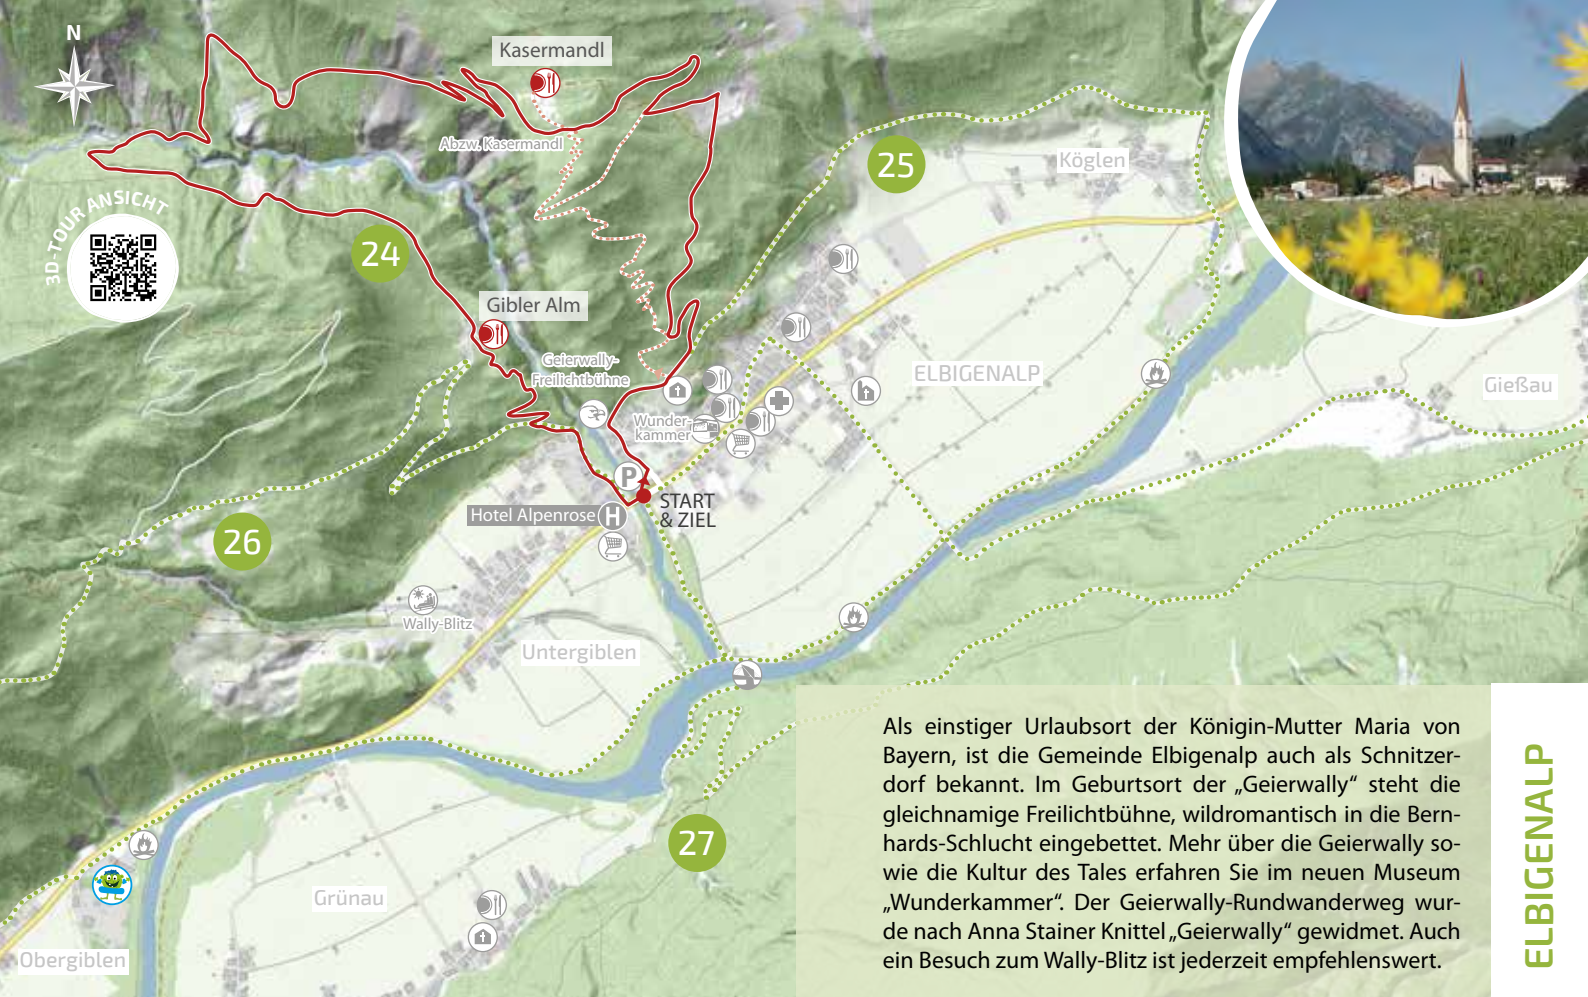 N
Kasermandl
Abzw. Kasermandl
25
Köglen
3D-TOUR ANSICHT
24
Gibler Alm
Geierwally-
Freilichtbühne
ELBIGENALP
Gießau
Wunder-
kammer
P
START
& ZIEL
Hotel Alpenrose
H
26
Wally-Blitz
Untergiblen
27
Grünau
Obergiblen
Als einstiger Urlaubsort der Königin-Mutter Maria von
Bayern, ist die Gemeinde Elbigenalp auch als Schnitzer-
dorf bekannt. Im Geburtsort der „Geierwally“ steht die
gleichnamige Freilichtbühne, wildromantisch in die Bern-
hards-Schlucht eingebettet. Mehr über die Geierwally so-
wie die Kultur des Tales erfahren Sie im neuen Museum
„Wunderkammer“. Der Geierwally-Rundwanderweg wur-
de nach Anna Stainer Knittel „Geierwally“ gewidmet. Auch
ein Besuch zum Wally-Blitz ist jederzeit empfehlenswert.
ELBIGENALP